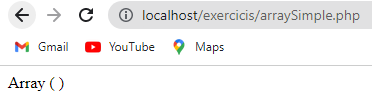 localhost/exercicis/arraySimple.php
Gmail YouTube Maps
Array ( )